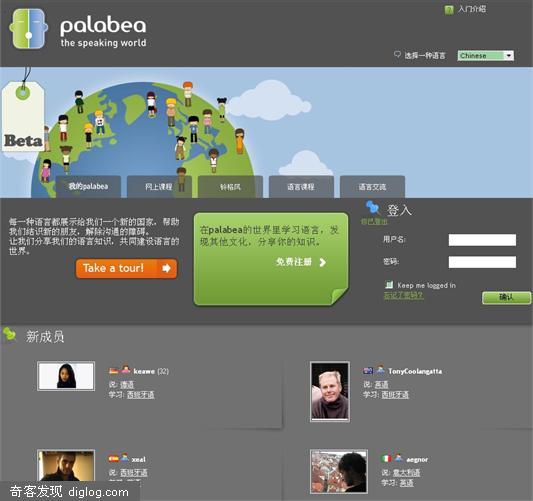 入门介绍
palabea
the speaking world
选择一种语言 Chinese
Beta
我的palabea 网上课程 语言课程 语言交流
登入
你已登出
每一种语言都展示给我们一个新的国家，帮助
我们结识新的朋友，解除沟通的障碍。
让我们分享我们的语言知识，共同建设语言的
世界。
Take a tour!
在palabea的世界里学习语言，发
现其他文化，分享你的知识。
免费注册
用户名:
密码:
Keep me logged in
忘记了密码？
确认
新成员
keawe (32)
说: 德语
学习: 西班牙语
TonyCoolangatta
说: 英语
学习: 西班牙语
xeal
说: 西班牙语
学习: 英语
aegnor
说: 意大利语
学习: 英语
奇客发现 diglog.com